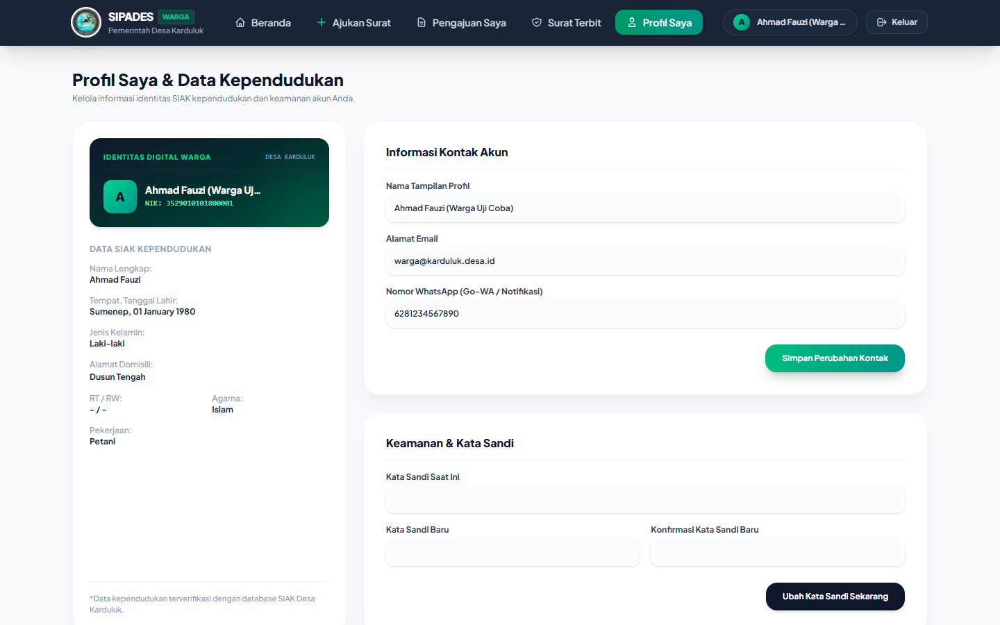 SIPADES WARGA
Pemerintah Desa Karduluk
Beranda
Ajukan Surat
Pengajuan Saya
Surat Terbit
Profil Saya
A
Ahmad Fauzi (Warga ...
Keluar
Profil Saya & Data Kependudukan
Kelola informasi identitas SIAK kependudukan dan keamanan akun Anda.
IDENTITAS DIGITAL WARGA
DESA KARDULUK
A
Ahmad Fauzi (Warga Uj...
NIK: 3529010101800001
DATA SIAK KEPENDUDUKAN
Nama Lengkap:
Ahmad Fauzi
Tempat, Tanggal Lahir:
Sumenep, 01 January 1980
Jenis Kelamin:
Laki-laki
Alamat Domisili:
Dusun Tengah
RT / RW:
- / -
Agama:
Islam
Pekerjaan:
Petani
*Data kependudukan terverifikasi dengan database SIAK Desa
Karduluk.
Informasi Kontak Akun
Nama Tampilan Profil
Ahmad Fauzi (Warga Uji Coba)
Alamat Email
warga@karduluk.desa.id
Nomor WhatsApp (Go-WA / Notifikasi)
6281234567890
Simpan Perubahan Kontak
Keamanan & Kata Sandi
Kata Sandi Saat Ini
Kata Sandi Baru
Konfirmasi Kata Sandi Baru
Ubah Kata Sandi Sekarang